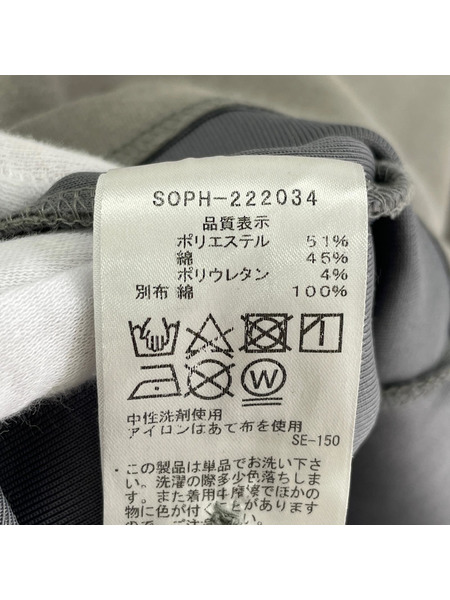 SOPH-222034
品質表示
ポリエステル 51%
綿 45%
ポリウレタン 4%
別布 綿 100%
W
中性洗剤使用
アイロンはあて布を使用
SE-150
・この製品は単品でお洗い下さ
い。洗濯の際多少色落ちしま
す。また着用中摩擦でほかの
物に色が付くことがあります